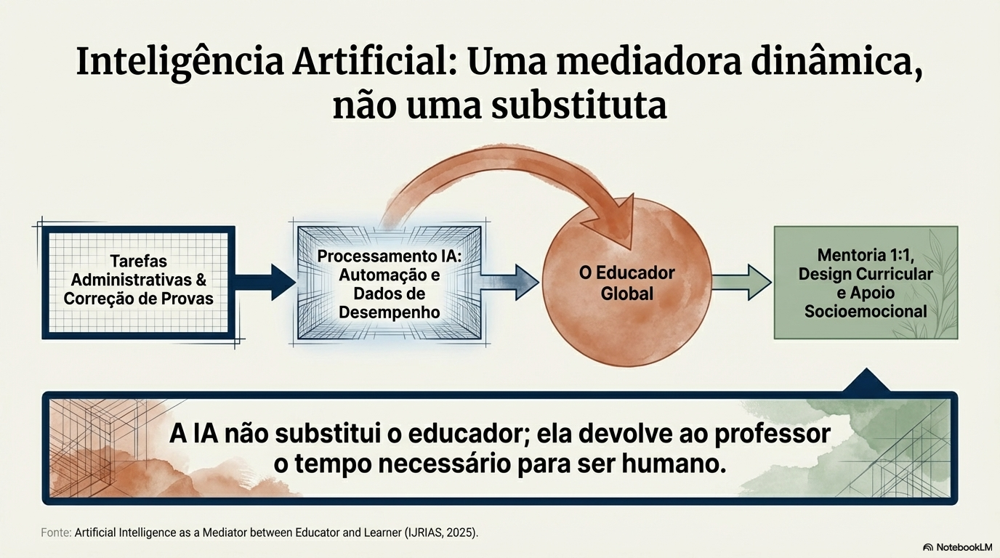 Inteligência Artificial: Uma mediadora dinâmica,
não uma substituta
Tarefas
Administrativas &
Correção de Provas
Processamento IA:
Automação e
Dados de
Desempenho
O Educador
Global
Mentoria 1:1,
Design Curricular
e Apoio
Socioemocional
A IA não substitui o educador; ela devolve ao professor
o tempo necessário para ser humano.
Fonte: Artificial Intelligence as a Mediator between Educator and Learner (IJRIAS, 2025).
NotebookLM